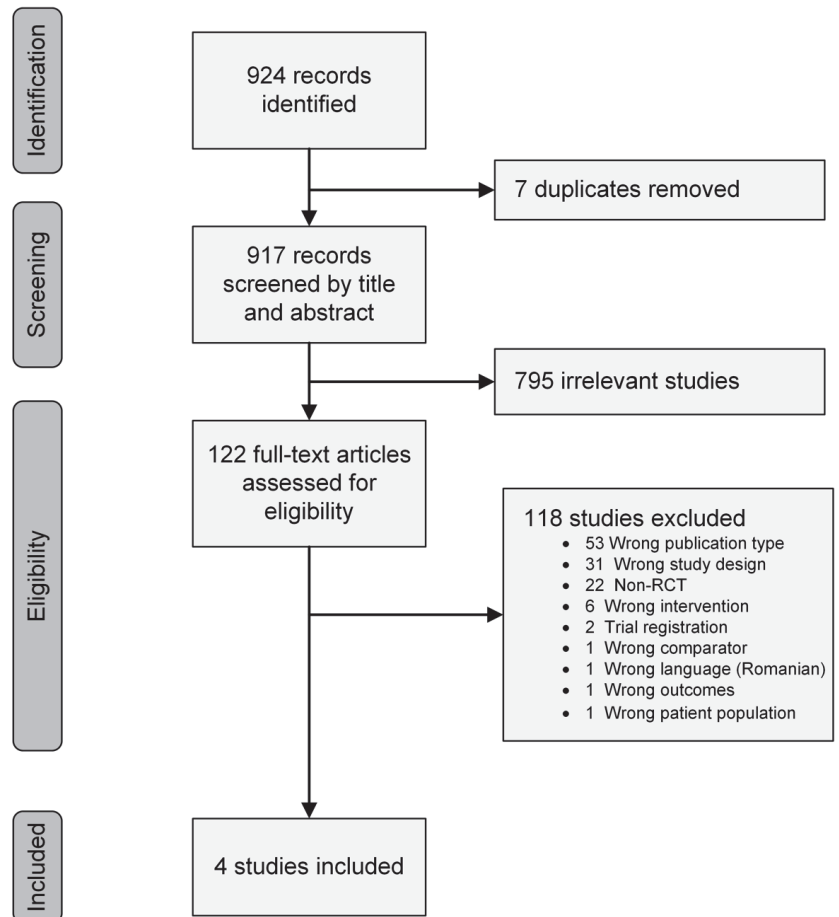 Identification
924 records
identified
7 duplicates removed
Screening
917 records
screened by title
and abstract
795 irrelevant studies
Eligibility
122 full-text articles
assessed for
eligibility
118 studies excluded
• 53 Wrong publication type
• 31 Wrong study design
• 22 Non-RCT
• 6 Wrong intervention
• 2 Trial registration
• 1 Wrong comparator
• 1 Wrong language (Romanian)
• 1 Wrong outcomes
• 1 Wrong patient population
Included
4 studies included